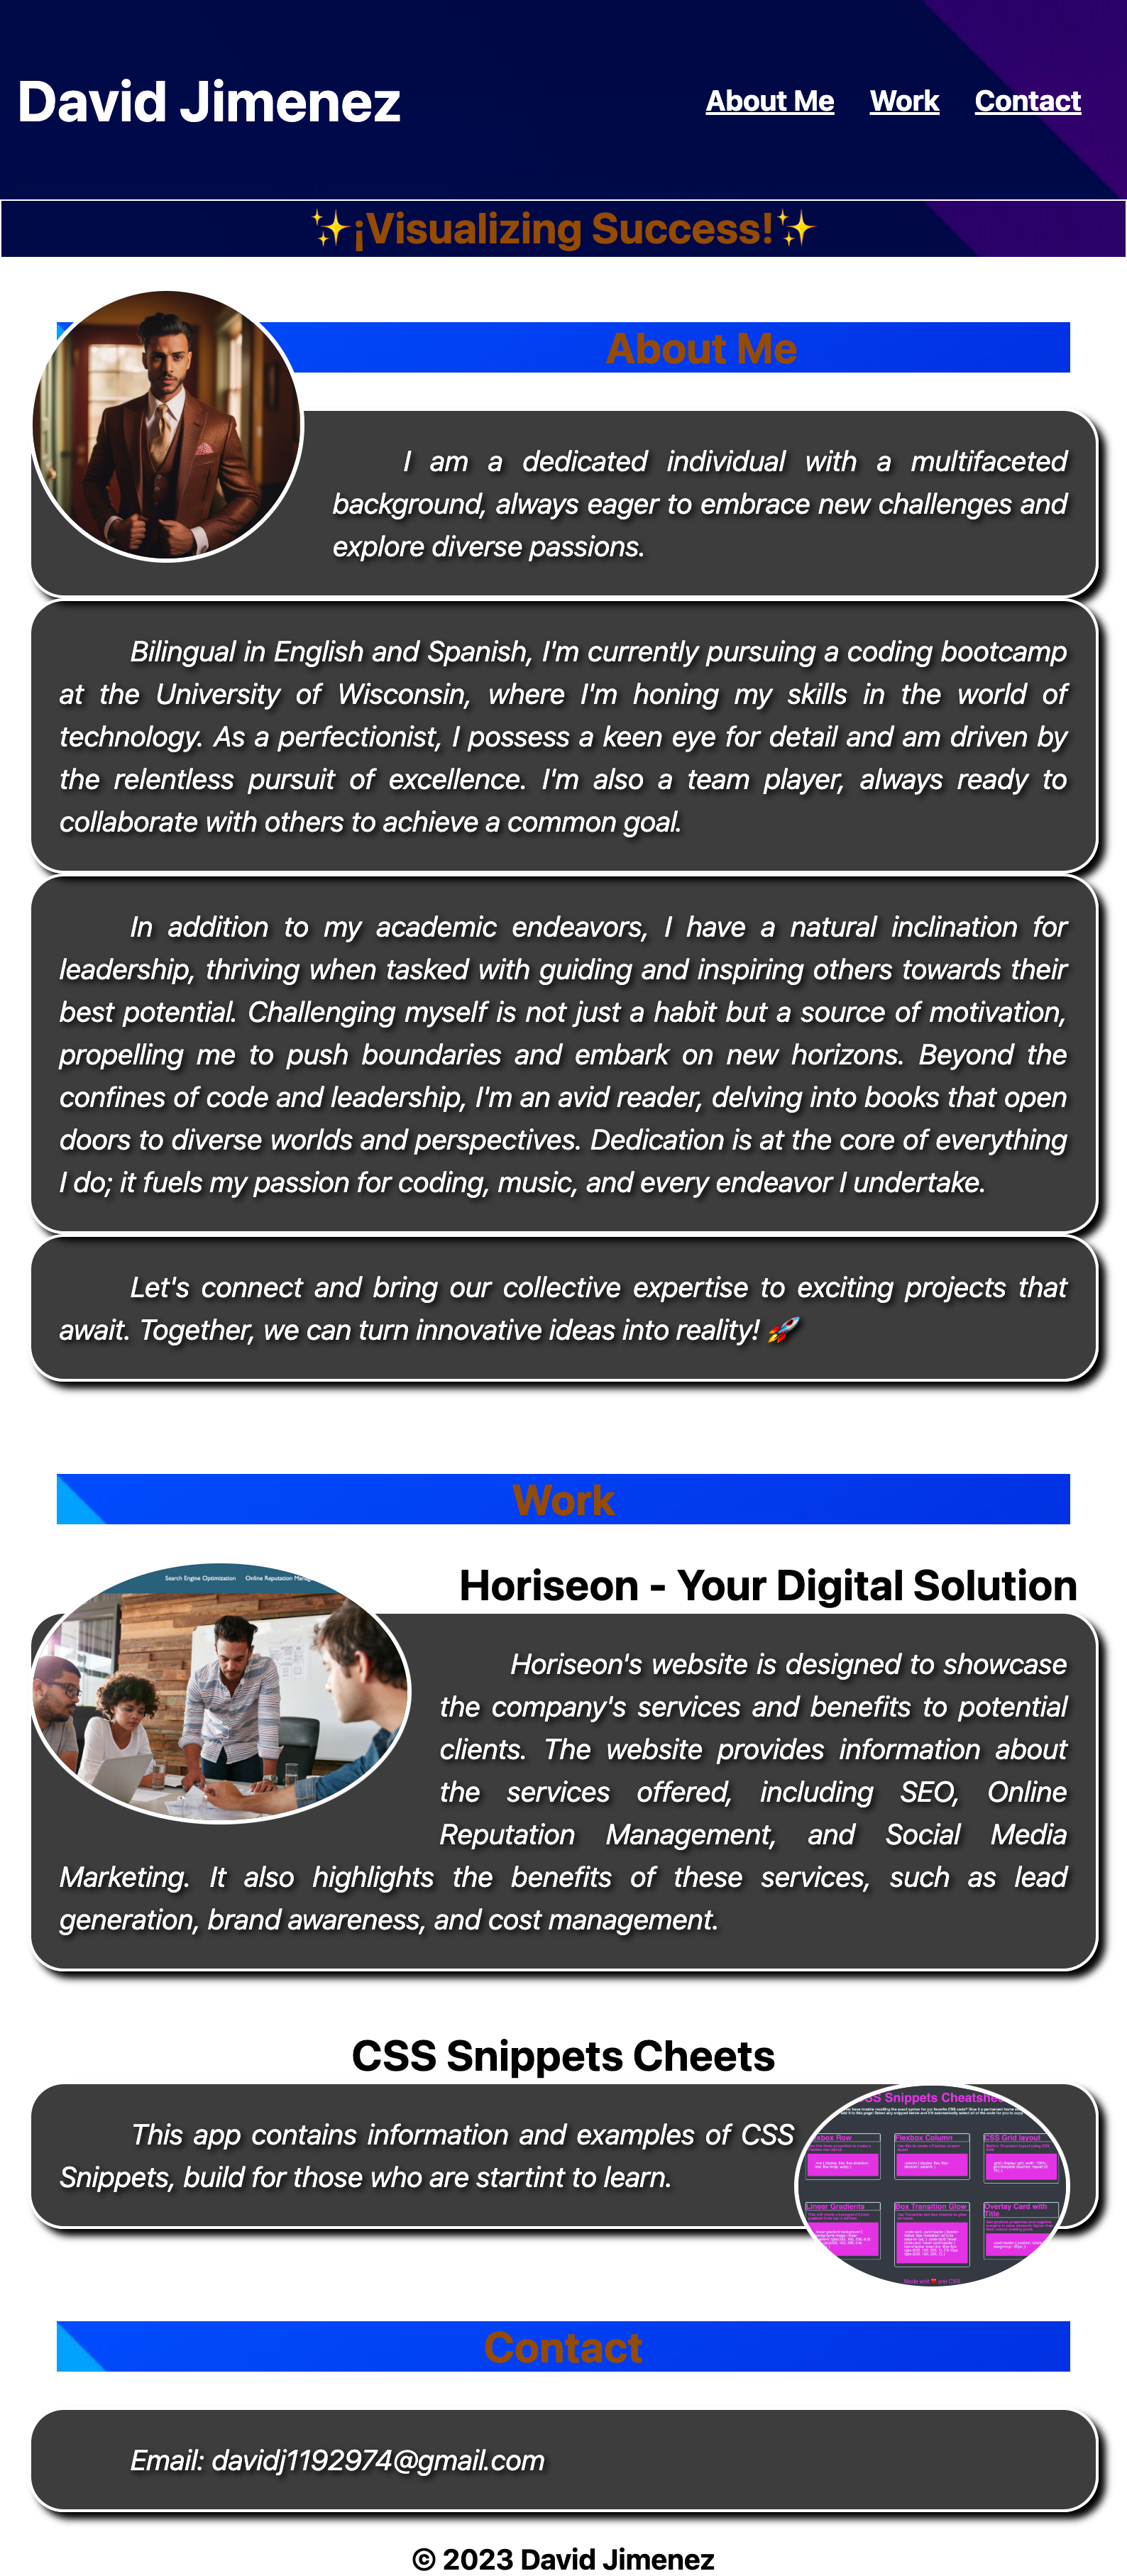 David Jimenez
About Me Work Contact
✨¡Visualizing Success!✨
About Me
I am a dedicated individual with a multifaceted
background, always eager to embrace new challenges and
explore diverse passions.
Bilingual in English and Spanish, I'm currently pursuing a coding bootcamp
at the University of Wisconsin, where I'm honing my skills in the world of
technology. As a perfectionist, I possess a keen eye for detail and am driven by
the relentless pursuit of excellence. I'm also a team player, always ready to
collaborate with others to achieve a common goal.
In addition to my academic endeavors, I have a natural inclination for
leadership, thriving when tasked with guiding and inspiring others towards their
best potential. Challenging myself is not just a habit but a source of motivation,
propelling me to push boundaries and embark on new horizons. Beyond the
confines of code and leadership, I'm an avid reader, delving into books that open
doors to diverse worlds and perspectives. Dedication is at the core of everything
I do; it fuels my passion for coding, music, and every endeavor I undertake.
Let's connect and bring our collective expertise to exciting projects that
await. Together, we can turn innovative ideas into reality! 🚀
Work
Search Engine Optimization Online Reputation
Horiseon - Your Digital Solution
Horiseon's website is designed to showcase
the company's services and benefits to potential
clients. The website provides information about
the services offered, including SEO, Online
Reputation Management, and Social Media
Marketing. It also highlights the benefits of these services, such as lead
generation, brand awareness, and cost management.
CSS Snippets Cheets
This app contains information and examples of CSS
Snippets, build for those who are startint to learn.
Snippets
Row Flexbox Column CSS Grid layout
Linear Gradients Box Transition Glow Overlay Card with
Title
Contact
Email: davidj1192974@gmail.com
© 2023 David Jimenez